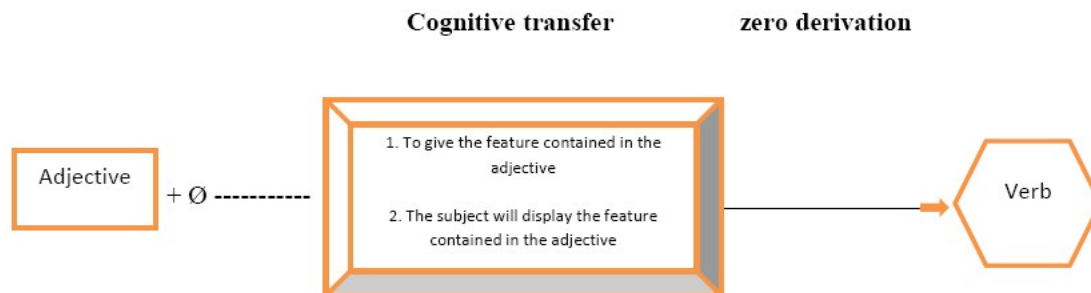 Cognitive transfer zero derivation
Adjective
+ Ø -----------
1. To give the feature contained in the
adjective
2. The subject will display the feature
contained in the adjective
Verb